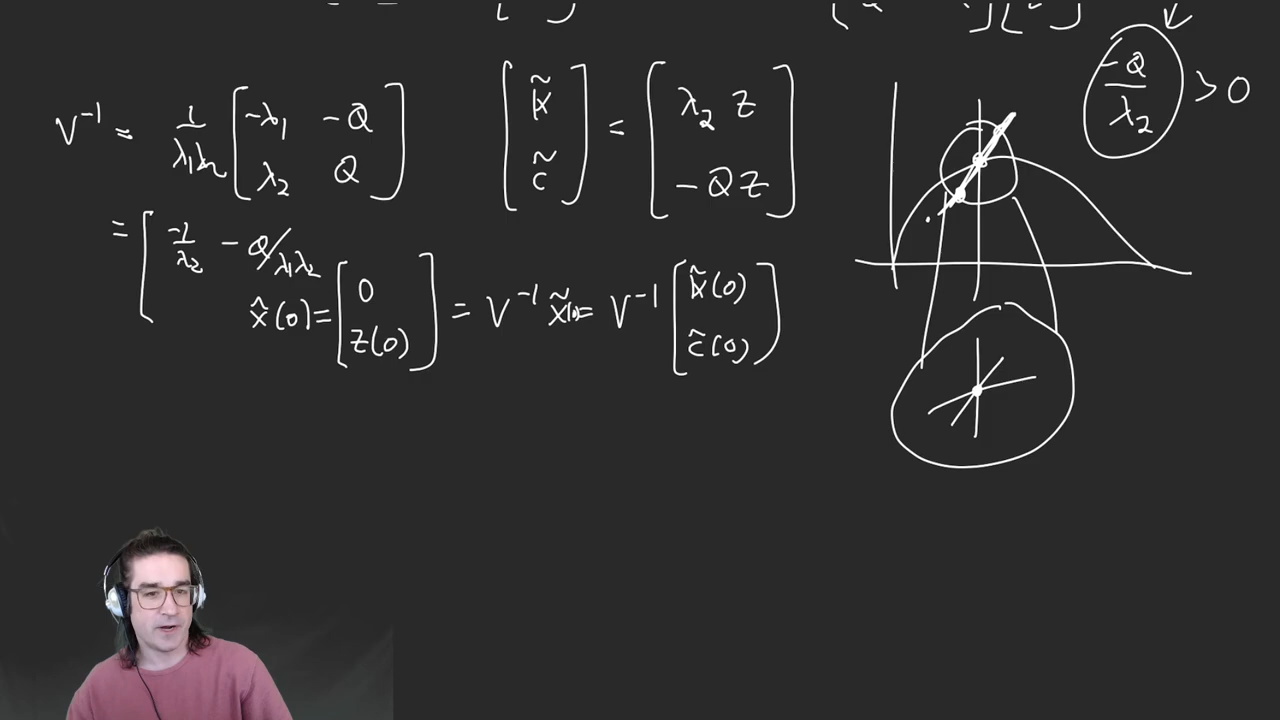 V⁻¹ = 1/(λ₁λ₂) [ -λ₁ -Q ; λ₂ Q ]
[ k̃ ; c̃ ] = [ λ₂ Z ; -Q Z ]
-Q/λ₂ > 0
= [ -1/λ₂ - Q/λ₁λ₂
x̂(0) = [ 0 ; Z(0) ] = V⁻¹ x̃(0) = V⁻¹ [ k̃(0) ; c̃(0) ]